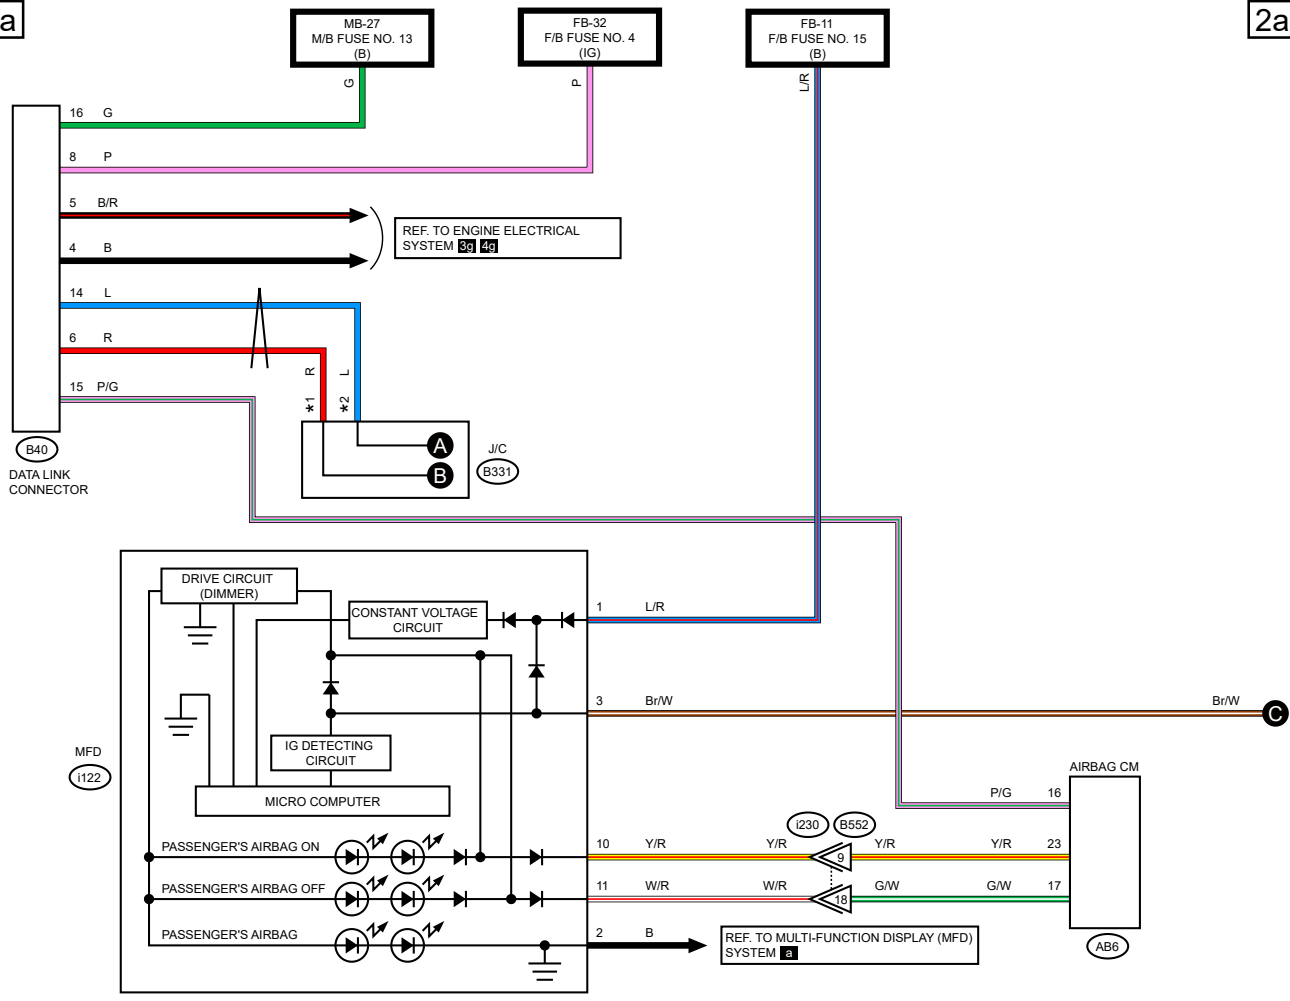 a
2a
MB-27
M/B FUSE NO. 13
(B)
FB-32
F/B FUSE NO. 4
(IG)
FB-11
F/B FUSE NO. 15
(B)
G
P
L/R
16 G
8 P
5 B/R
4 B
14 L
6 R
15 P/G
REF. TO ENGINE ELECTRICAL
SYSTEM 3g 4g
R
L
*1
*2
A
B
J/C
B331
B40
DATA LINK
CONNECTOR
DRIVE CIRCUIT
(DIMMER)
CONSTANT VOLTAGE
CIRCUIT
1 L/R
3 Br/W
Br/W
C
IG DETECTING
CIRCUIT
MFD
i122
MICRO COMPUTER
AIRBAG CM
P/G 16
i230
B552
PASSENGER'S AIRBAG ON
10 Y/R
Y/R
9
Y/R
Y/R 23
PASSENGER'S AIRBAG OFF
11 W/R
W/R
18
G/W
G/W 17
PASSENGER'S AIRBAG
2 B
REF. TO MULTI-FUNCTION DISPLAY (MFD)
SYSTEM a
AB6